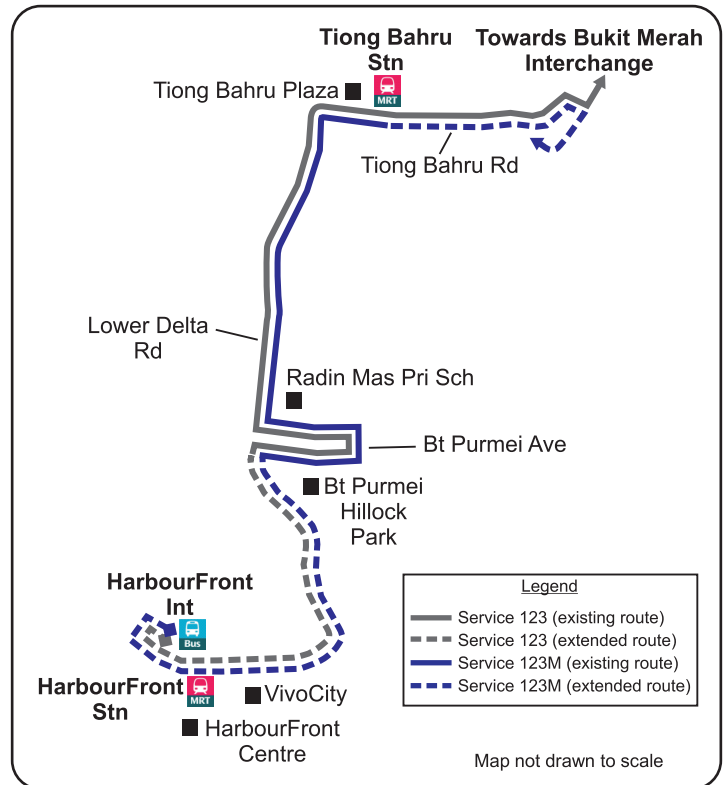 Tiong Bahru
Stn
Towards Bukit Merah
Interchange
Tiong Bahru Plaza
MRT
Tiong Bahru Rd
Lower Delta
Rd
Radin Mas Pri Sch
Bt Purmei Ave
Bt Purmei
Hillock
Park
HarbourFront
Int
Bus
HarbourFront
Stn
MRT
VivoCity
HarbourFront
Centre
Legend
Service 123 (existing route)
Service 123 (extended route)
Service 123M (existing route)
Service 123M (extended route)
Map not drawn to scale